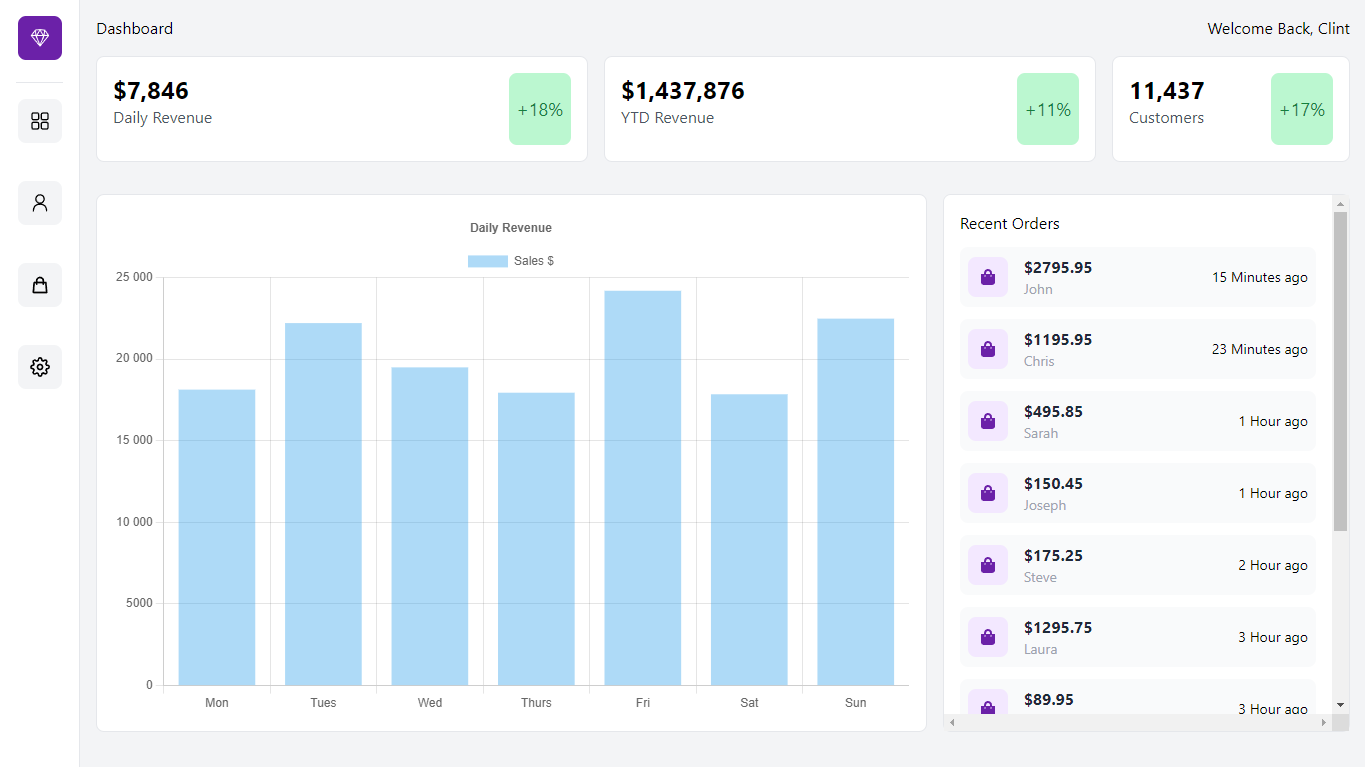 Dashboard
Welcome Back, Clint
$7,846
Daily Revenue
+18%
$1,437,876
YTD Revenue
+11%
11,437
Customers
+17%
Daily Revenue
Sales $
25 000
20 000
15 000
10 000
5000
0
Mon Tues Wed Thurs Fri Sat Sun
Recent Orders
$2795.95
John
15 Minutes ago
$1195.95
Chris
23 Minutes ago
$495.85
Sarah
1 Hour ago
$150.45
Joseph
1 Hour ago
$175.25
Steve
2 Hour ago
$1295.75
Laura
3 Hour ago
$89.95
3 Hour ago